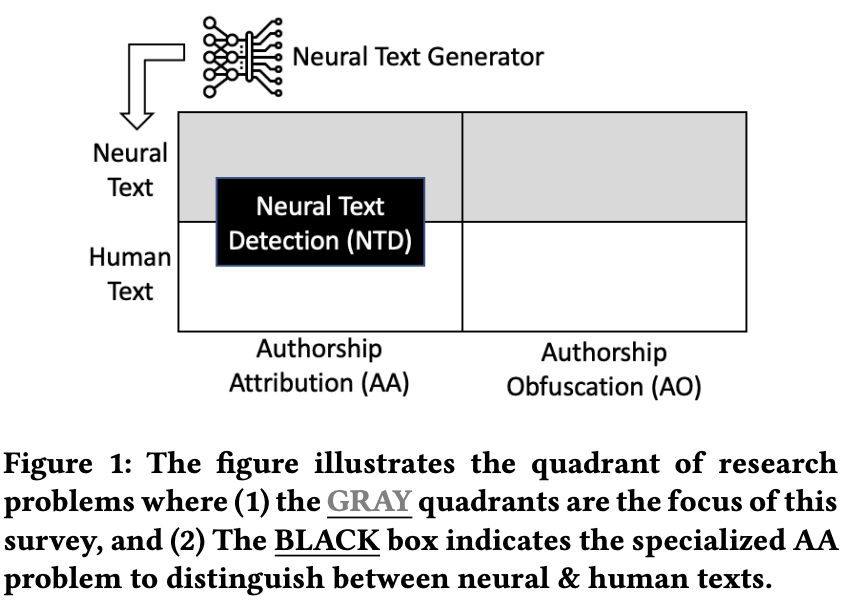 Neural Text Generator
Neural
Text
Neural Text
Detection (NTD)
Human
Text
Authorship
Attribution (AA)
Authorship
Obfuscation (AO)
Figure 1: The figure illustrates the quadrant of research
problems where (1) the GRAY quadrants are the focus of this
survey, and (2) The BLACK box indicates the specialized AA
problem to distinguish between neural & human texts.